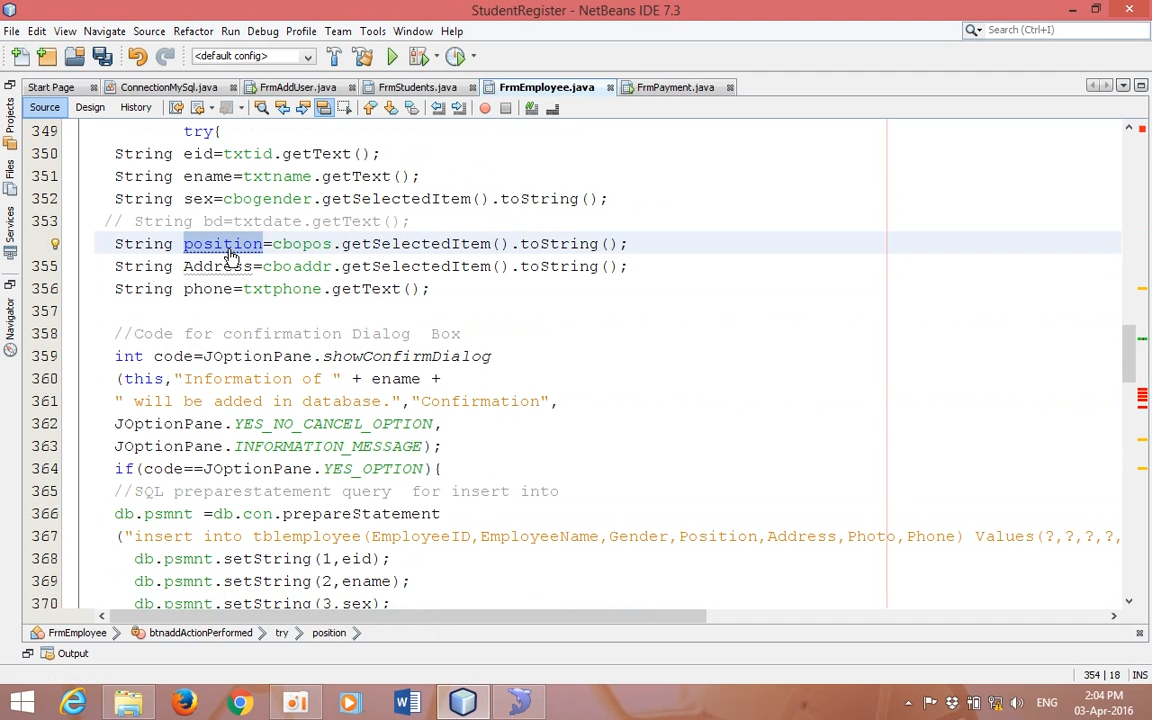 StudentRegister - NetBeans IDE 7.3
File Edit View Navigate Source Refactor Run Debug Profile Team Tools Window Help
Search (Ctrl+I)
<default config>
Start Page ConnectionMySql.java FrmAddUser.java FrmStudents.java FrmEmployee.java FrmPayment.java
Source Design History
Projects
Files
Services
Navigator
349 try{
350 String eid=txtid.getText();
351 String ename=txtname.getText();
352 String sex=cbogender.getSelectedItem().toString();
353 // String bd=txtdate.getText();
String position=cbopos.getSelectedItem().toString();
355 String Address=cboaddr.getSelectedItem().toString();
356 String phone=txtphone.getText();
357
358 //Code for confirmation Dialog Box
359 int code=JOptionPane.showConfirmDialog
360 (this,"Information of " + ename +
361 " will be added in database.","Confirmation",
362 JOptionPane.YES_NO_CANCEL_OPTION,
363 JOptionPane.INFORMATION_MESSAGE);
364 if(code==JOptionPane.YES_OPTION){
365 //SQL preparestatement query for insert into
366 db.psmnt =db.con.prepareStatement
367 ("insert into tblemployee(EmployeeID,EmployeeName,Gender,Position,Address,Photo,Phone) Values(?,?,?,?,
368 db.psmnt.setString(1,eid);
369 db.psmnt.setString(2,ename);
370 db.psmnt.setString(3,sex);
FrmEmployee btnaddActionPerformed try position
Output
354 | 18 INS
ENG
2:04 PM
03-Apr-2016